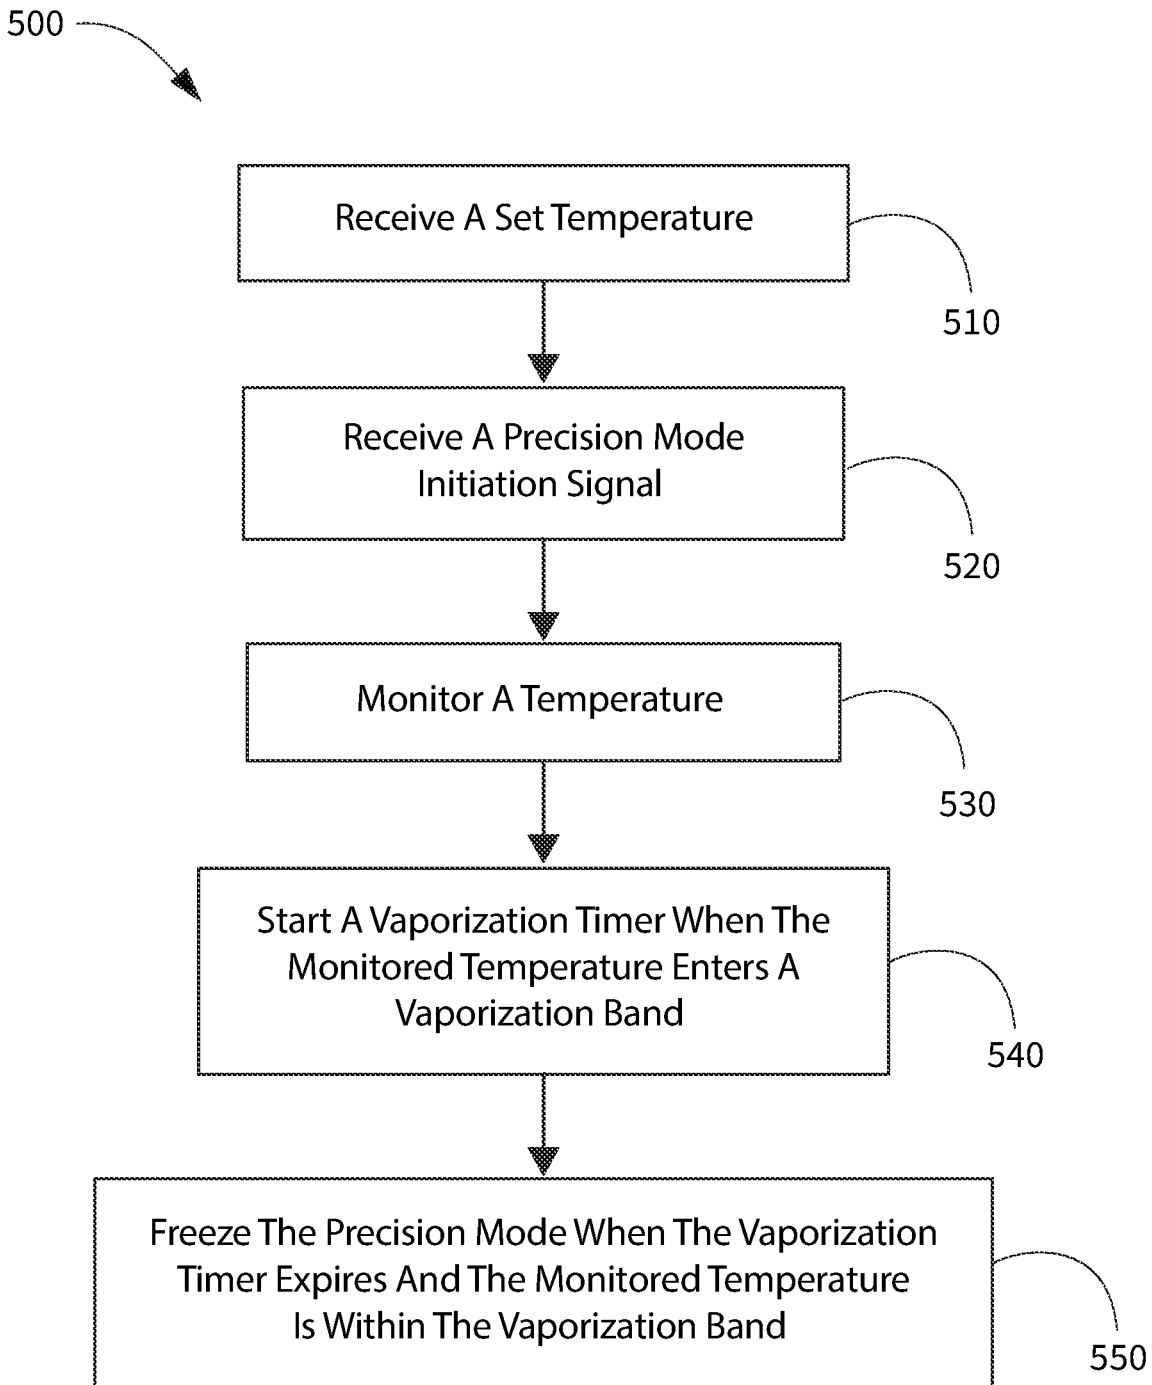 500
Receive A Set Temperature
510
Receive A Precision Mode
Initiation Signal
520
Monitor A Temperature
530
Start A Vaporization Timer When The
Monitored Temperature Enters A
Vaporization Band
540
Freeze The Precision Mode When The Vaporization
Timer Expires And The Monitored Temperature
Is Within The Vaporization Band
550